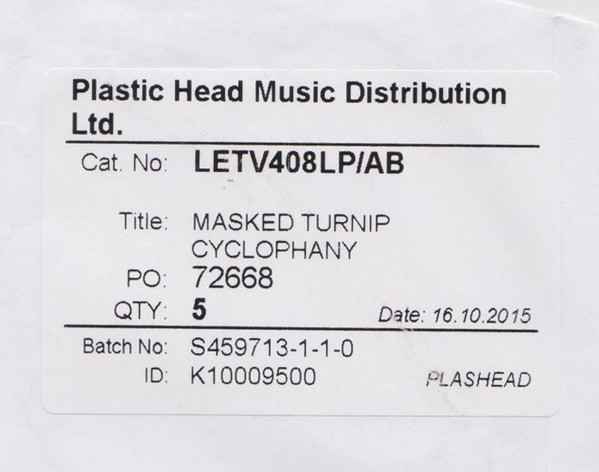 Plastic Head Music Distribution
Ltd.
Cat. No: LETV408LP/AB
Title: MASKED TURNIP
CYCLOPHANY
PO: 72668
QTY: 5 Date: 16.10.2015
Batch No: S459713-1-1-0
ID: K10009500 PLASHEAD